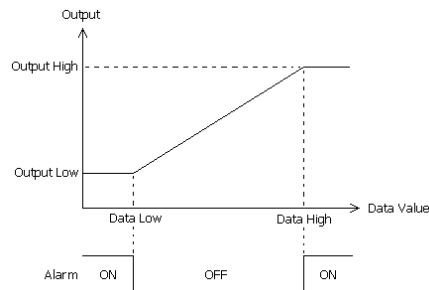 Output
Output High
Output Low
Data Low
Data High
Data Value
Alarm
ON
OFF
ON